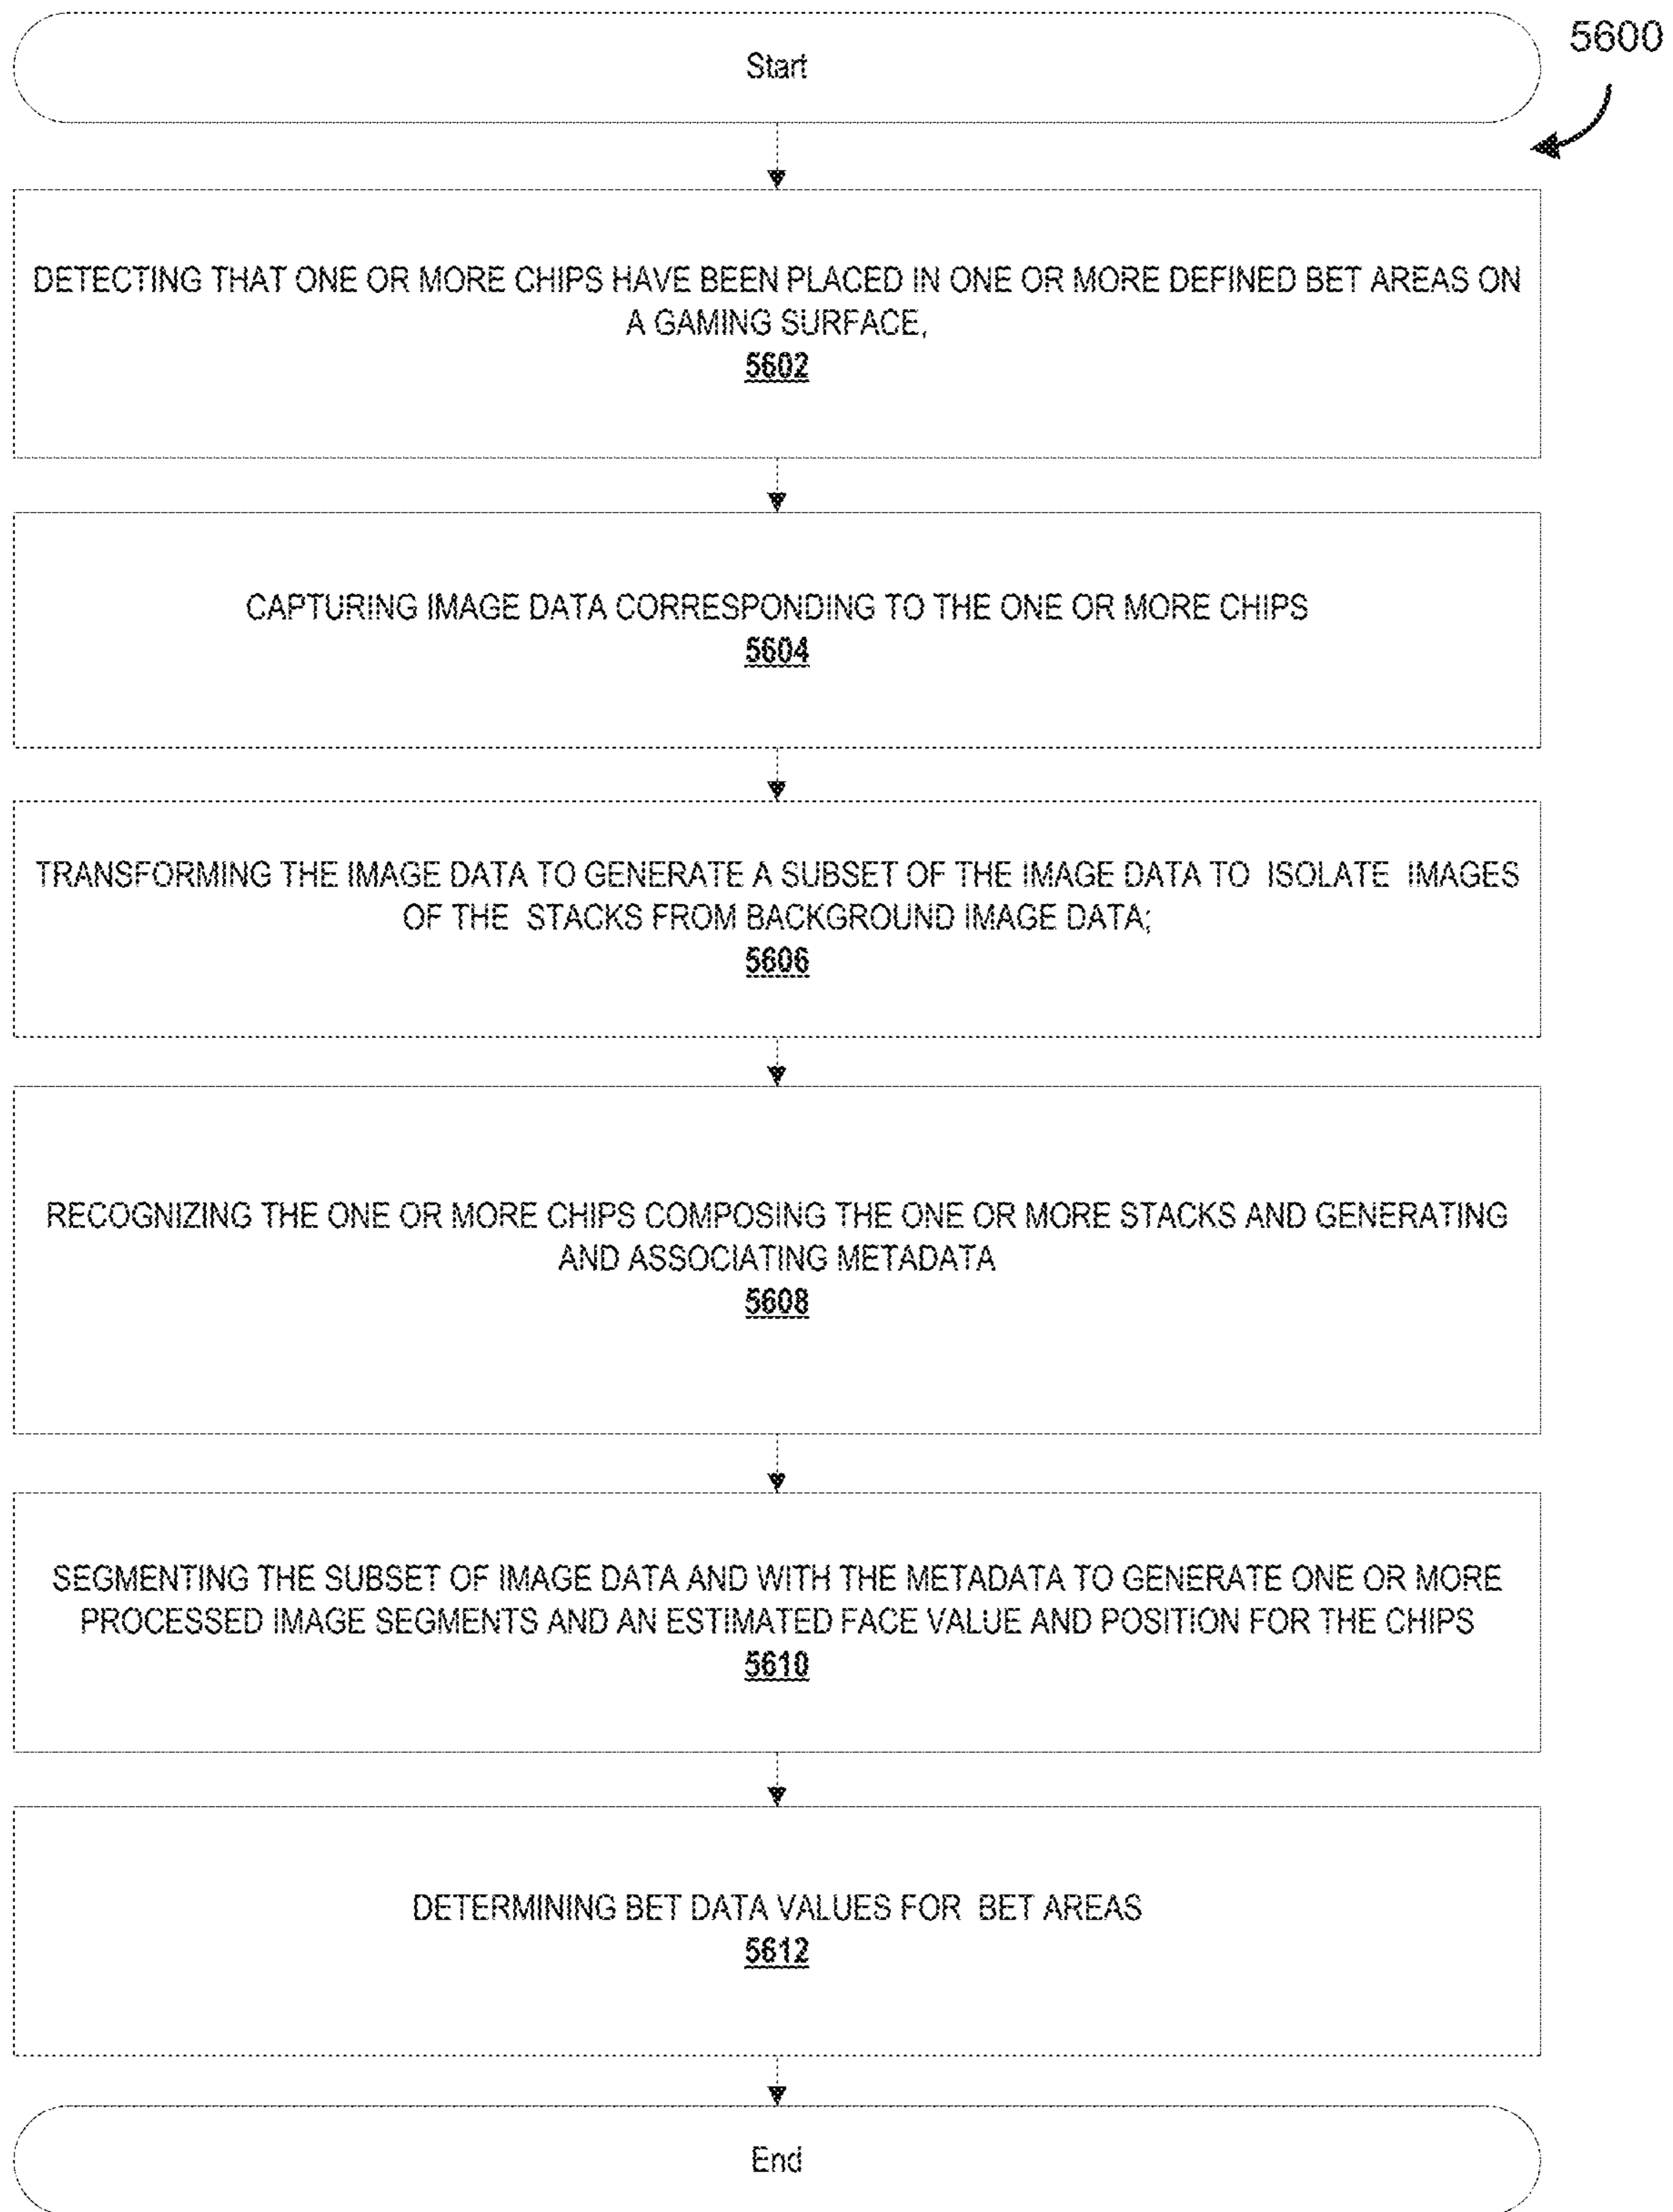 Start
5600
DETECTING THAT ONE OR MORE CHIPS HAVE BEEN PLACED IN ONE OR MORE DEFINED BET AREAS ON
A GAMING SURFACE,
5602
CAPTURING IMAGE DATA CORRESPONDING TO THE ONE OR MORE CHIPS
5604
TRANSFORMING THE IMAGE DATA TO GENERATE A SUBSET OF THE IMAGE DATA TO ISOLATE IMAGES
OF THE STACKS FROM BACKGROUND IMAGE DATA;
5606
RECOGNIZING THE ONE OR MORE CHIPS COMPOSING THE ONE OR MORE STACKS AND GENERATING
AND ASSOCIATING METADATA
5608
SEGMENTING THE SUBSET OF IMAGE DATA AND WITH THE METADATA TO GENERATE ONE OR MORE
PROCESSED IMAGE SEGMENTS AND AN ESTIMATED FACE VALUE AND POSITION FOR THE CHIPS
5610
DETERMINING BET DATA VALUES FOR BET AREAS
5612
End